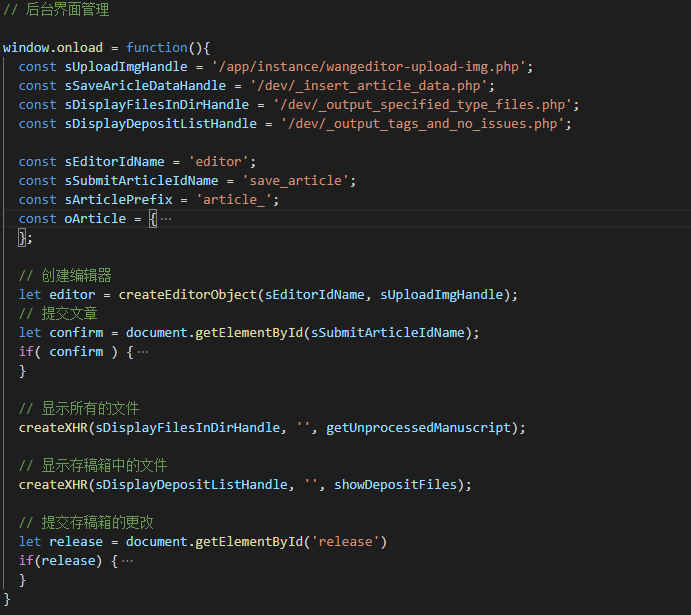 // 后台界面管理
window.onload = function(){
const sUploadImgHandle = '/app/instance/wangeditor-upload-img.php';
const sSaveAricleDataHandle = '/dev/_insert_article_data.php';
const sDisplayFilesInDirHandle = '/dev/_output_specified_type_files.php';
const sDisplayDepositListHandle = '/dev/_output_tags_and_no_issues.php';
const sEditorIdName = 'editor';
const sSubmitArticleIdName = 'save_article';
const sArticlePrefix = 'article_';
const oArticle = {···
};
// 创建编辑器
let editor = createEditorObject(sEditorIdName, sUploadImgHandle);
// 提交文章
let confirm = document.getElementById(sSubmitArticleIdName);
if( confirm ) {···
}
// 显示所有的文件
createXHR(sDisplayFilesInDirHandle, '', getUnprocessedManuscript);
// 显示存稿箱中的文件
createXHR(sDisplayDepositListHandle, '', showDepositFiles);
// 提交存稿箱的更改
let release = document.getElementById('release')
if(release) {···
}
}